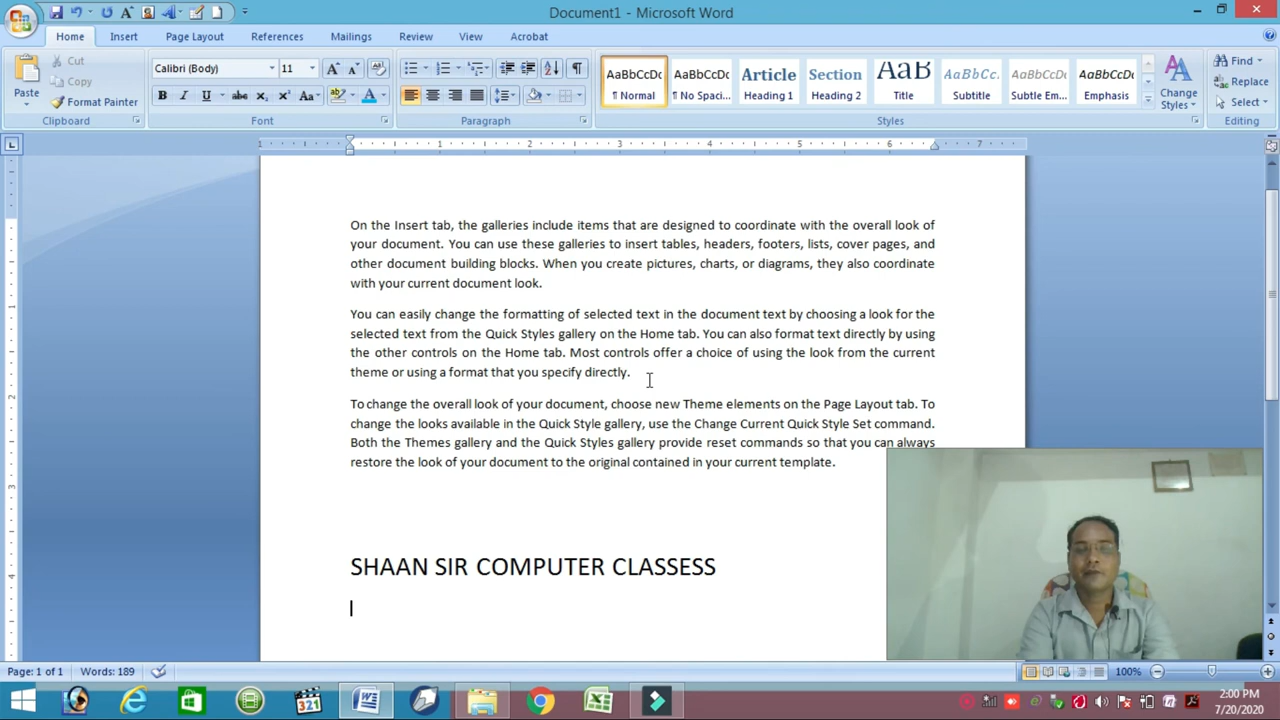 Document1 - Microsoft Word
Home Insert Page Layout References Mailings Review View Acrobat
Paste
Cut
Copy
Format Painter
Clipboard
Calibri (Body) 11
Font
Paragraph
AaBbCcDc AaBbCcDc Article Section AaB AaBbCc. AaBbCcDc AaBbCcDc
¶ Normal ¶ No Spaci... Heading 1 Heading 2 Title Subtitle Subtle Em... Emphasis
Change Styles
Styles
Find
Replace
Select
Editing
1 1 2 3 4 5 6 7
On the Insert tab, the galleries include items that are designed to coordinate with the overall look of
your document. You can use these galleries to insert tables, headers, footers, lists, cover pages, and
other document building blocks. When you create pictures, charts, or diagrams, they also coordinate
with your current document look.
You can easily change the formatting of selected text in the document text by choosing a look for the
selected text from the Quick Styles gallery on the Home tab. You can also format text directly by using
the other controls on the Home tab. Most controls offer a choice of using the look from the current
theme or using a format that you specify directly.
To change the overall look of your document, choose new Theme elements on the Page Layout tab. To
change the looks available in the Quick Style gallery, use the Change Current Quick Style Set command.
Both the Themes gallery and the Quick Styles gallery provide reset commands so that you can always
restore the look of your document to the original contained in your current template.
SHAAN SIR COMPUTER CLASSESS
Page: 1 of 1 Words: 189 100%
321
2:00 PM
7/20/2020